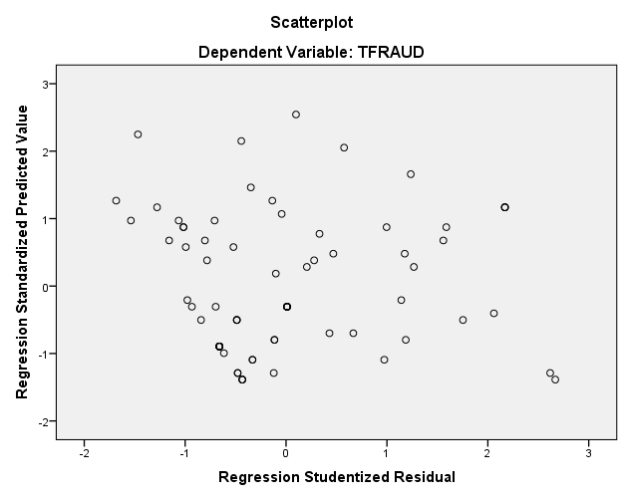 Scatterplot
Dependent Variable: TFRAUD
Regression Standardized Predicted Value
3
2
1
0
-1
-2
-2 -1 0 1 2 3
Regression Studentized Residual